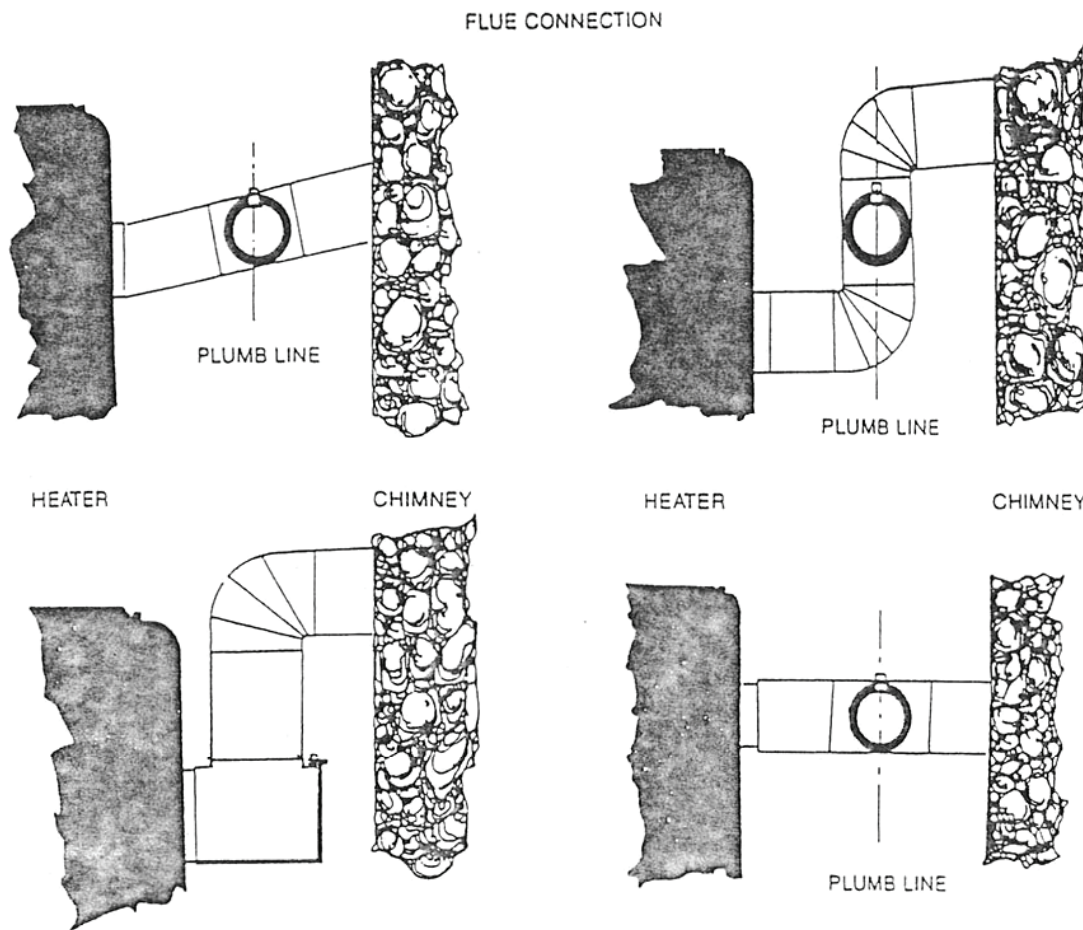 FLUE CONNECTION
PLUMB LINE
PLUMB LINE
HEATER
CHIMNEY
HEATER
CHIMNEY
PLUMB LINE